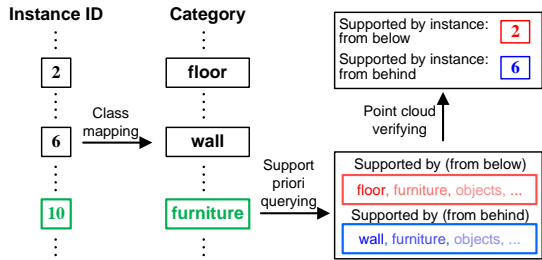 Instance ID
Category
2
floor
Class
mapping
6
wall
10
furniture
Support
priori
querying
Supported by (from below)
floor, furniture, objects, ...
Supported by (from behind)
wall, furniture, objects, ...
Point cloud
verifying
Supported by instance: 2
from below
Supported by instance: 6
from behind